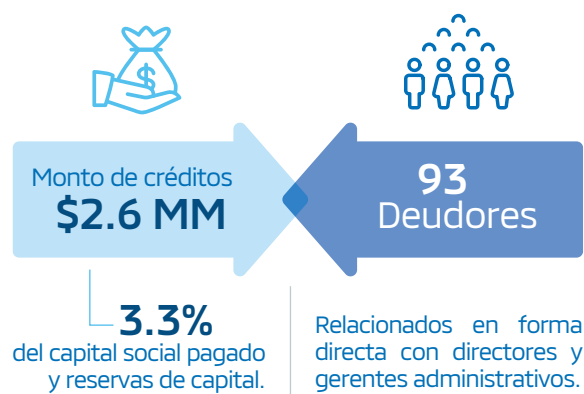 Monto de créditos
$2.6 MM
93
Deudores
3.3%
del capital social pagado
y reservas de capital.
Relacionados en forma
directa con directores y
gerentes administrativos.